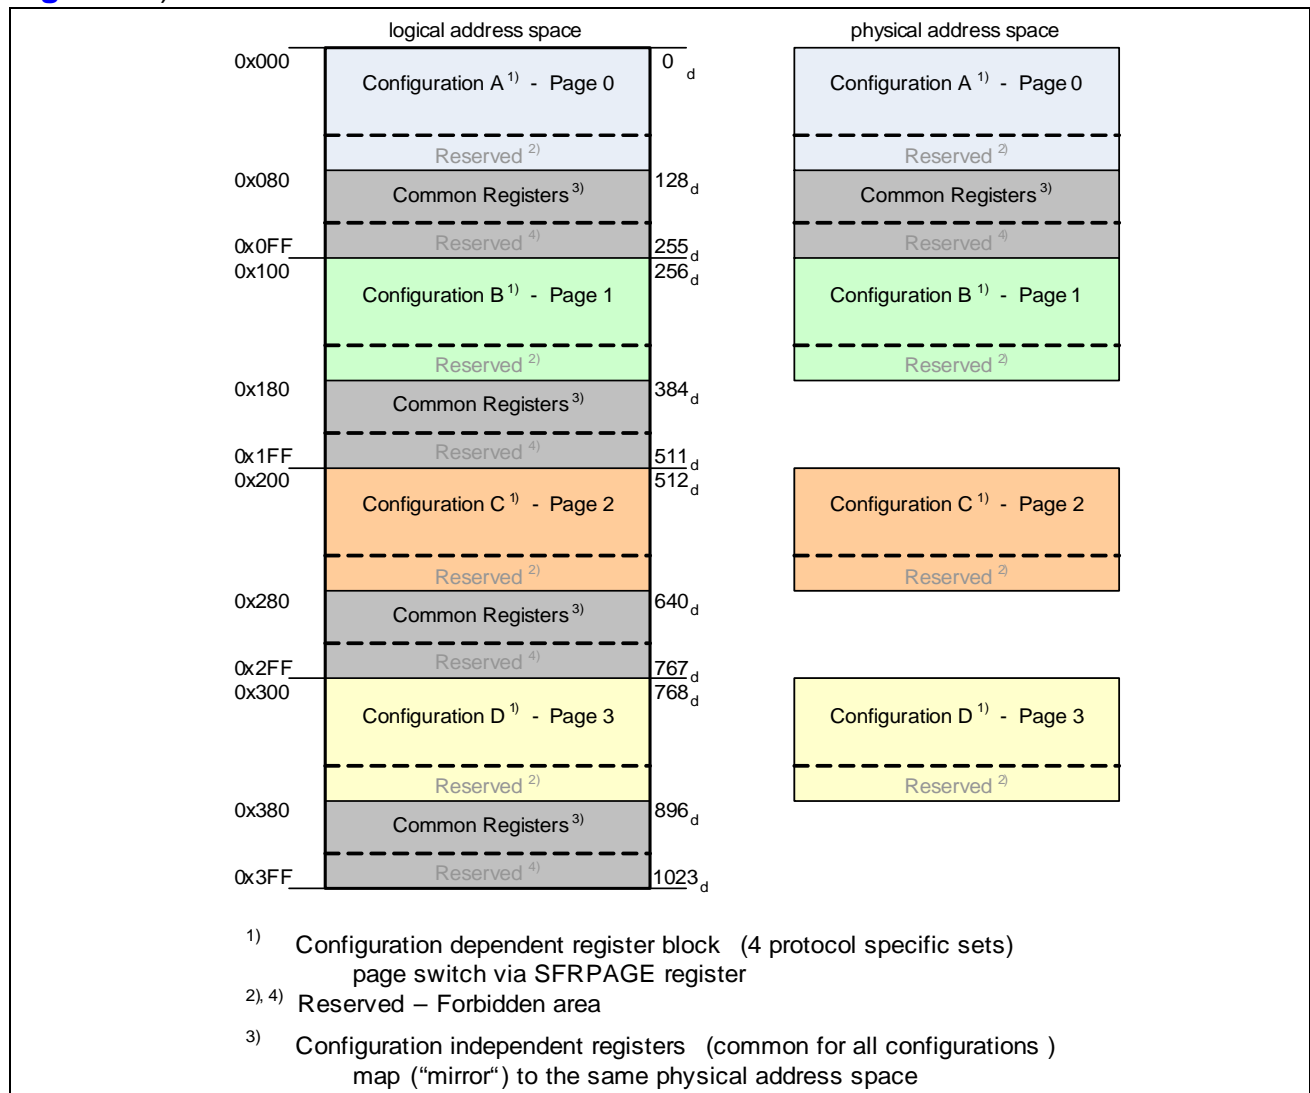 logical address space physical address space
0x000 0 d
Configuration A 1) - Page 0 Configuration A 1) - Page 0
Reserved 2) Reserved 2)
0x080 Common Registers 3) 128 d Common Registers 3)
0x0FF Reserved 4) 255 d Reserved 4)
0x100 256 d
Configuration B 1) - Page 1 Configuration B 1) - Page 1
Reserved 2) Reserved 2)
0x180 Common Registers 3) 384 d
0x1FF Reserved 4) 511 d
0x200 512 d
Configuration C 1) - Page 2 Configuration C 1) - Page 2
Reserved 2) Reserved 2)
0x280 Common Registers 3) 640 d
0x2FF Reserved 4) 767 d
0x300 768 d
Configuration D 1) - Page 3 Configuration D 1) - Page 3
Reserved 2) Reserved 2)
0x380 Common Registers 3) 896 d
0x3FF Reserved 4) 1023 d
1) Configuration dependent register block (4 protocol specific sets)
page switch via SFRPAGE register
2), 4) Reserved – Forbidden area
3) Configuration independent registers (common for all configurations )
map (“mirror“) to the same physical address space